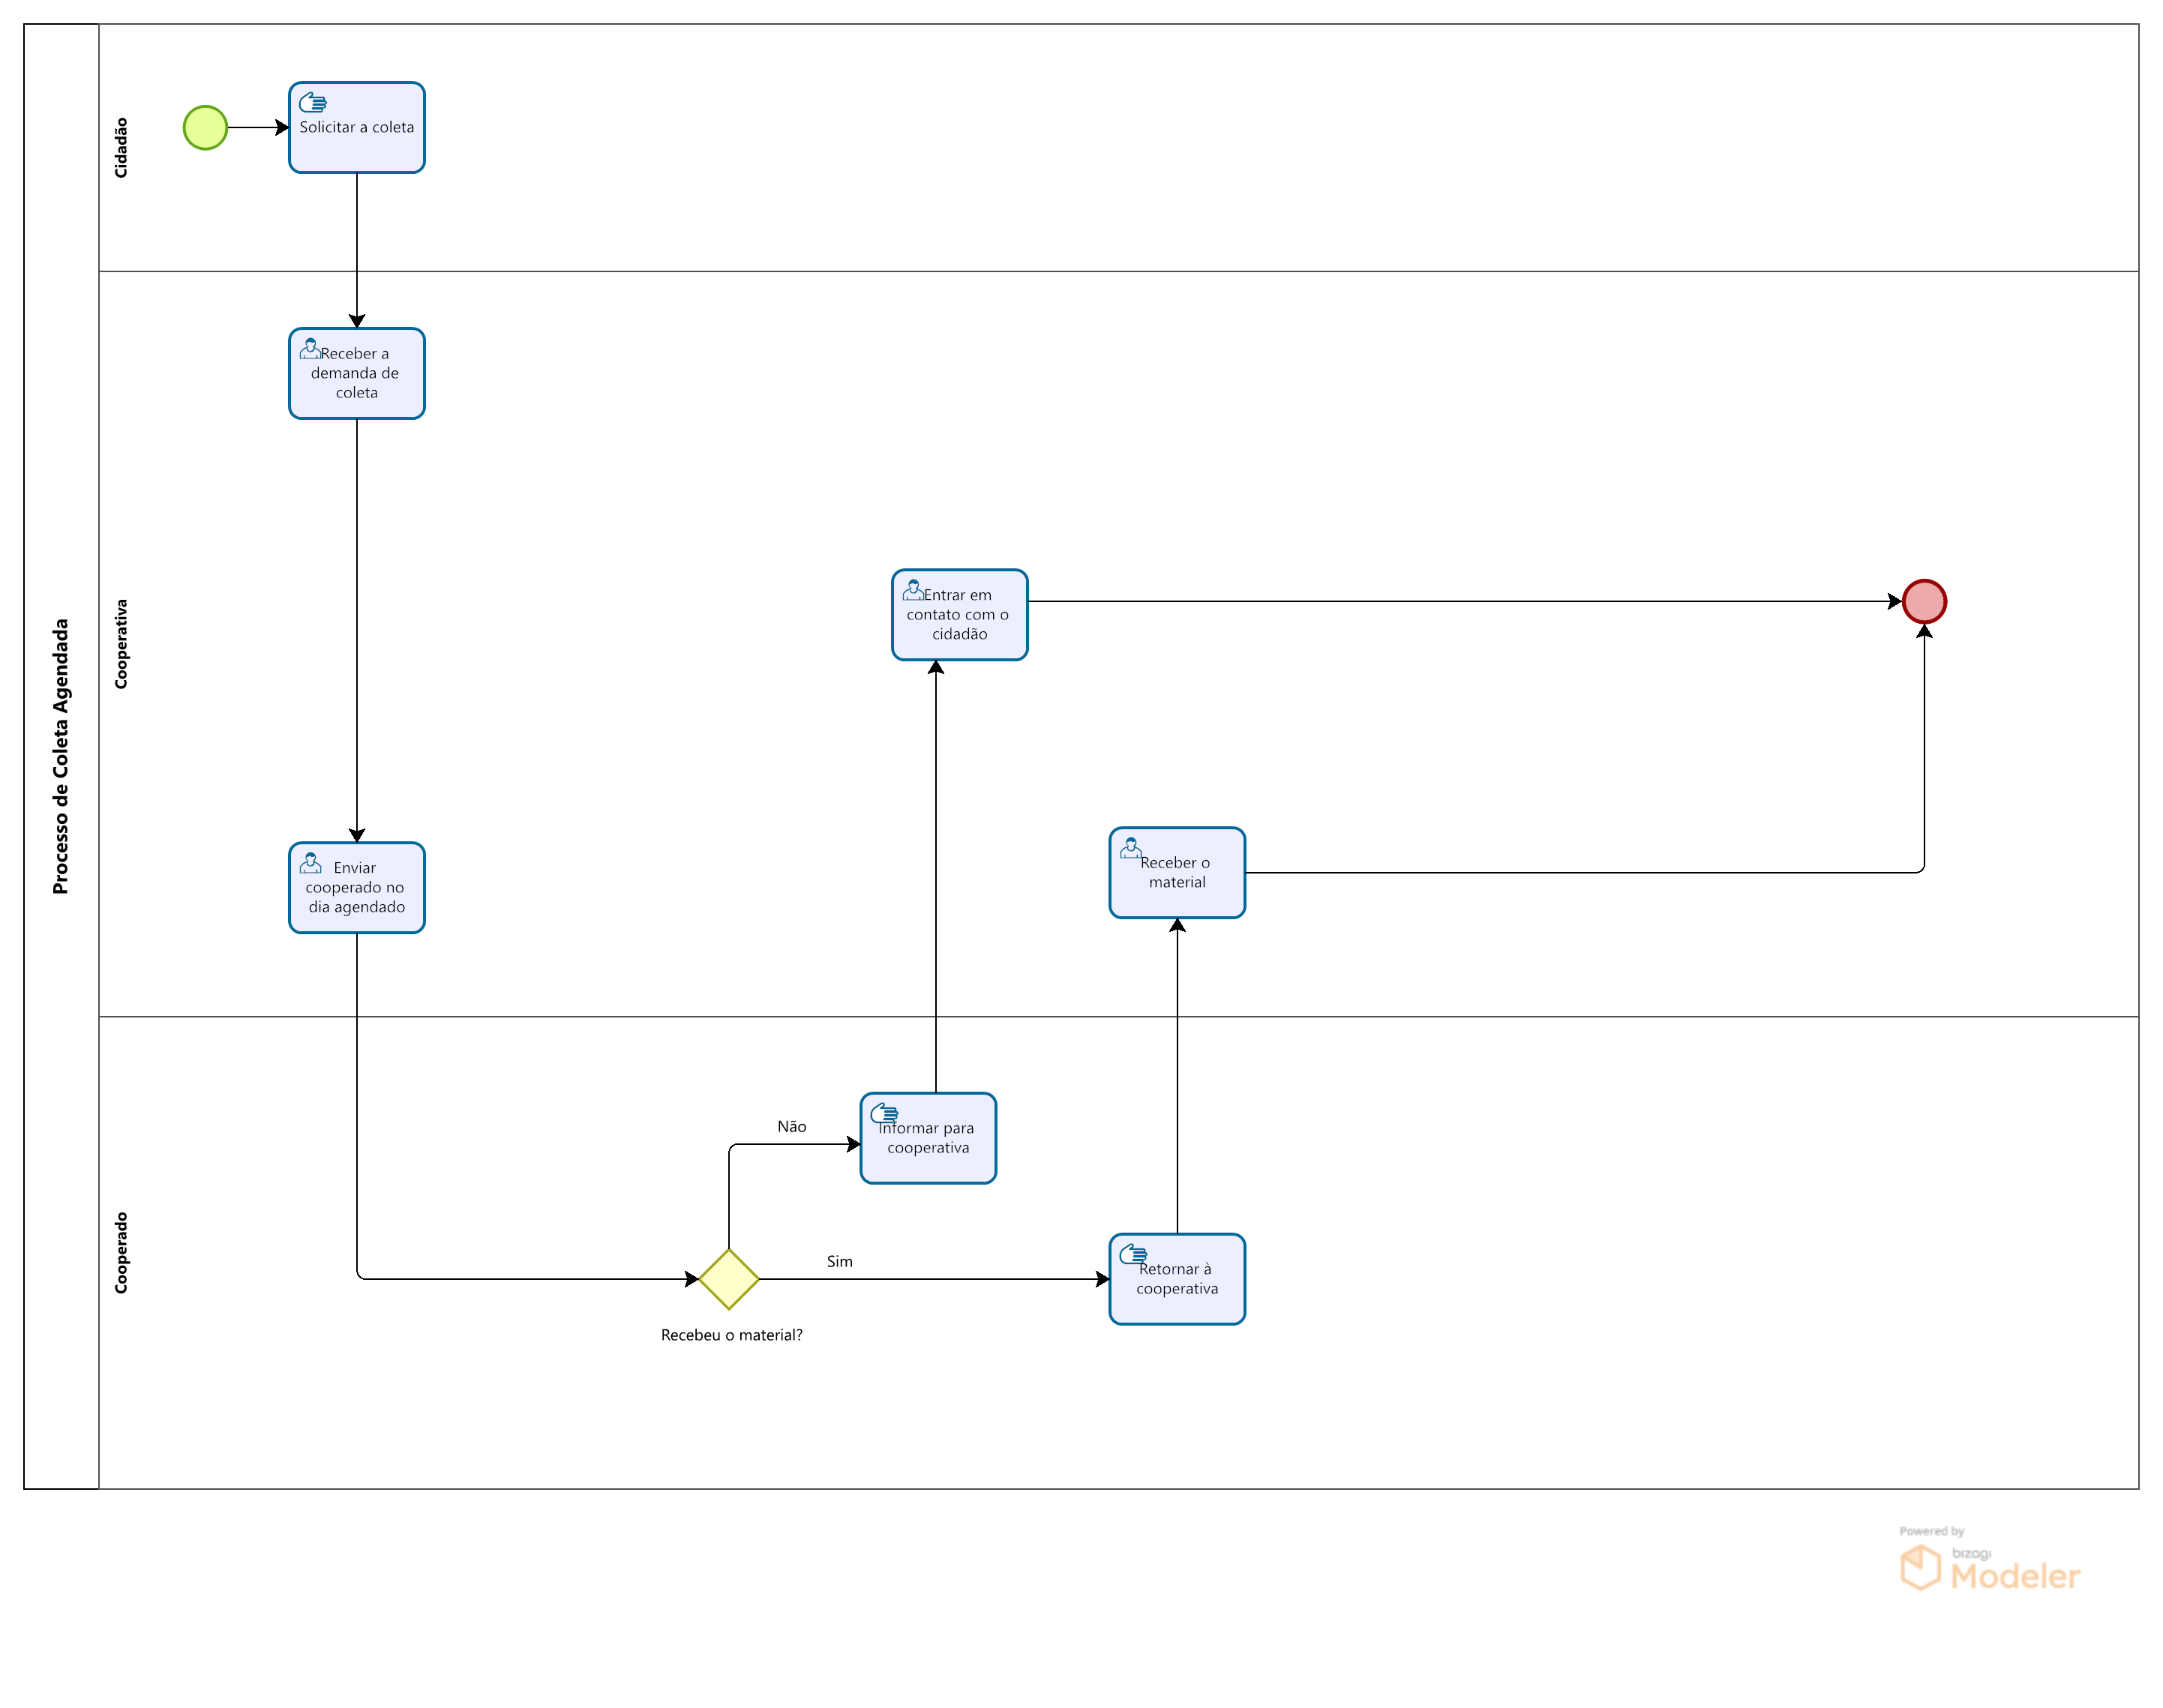 Processo de Coleta Agendada
Cidadão
Solicitar a coleta
Cooperativa
Receber a
demanda de
coleta
Entrar em
contato com o
cidadão
Enviar
cooperado no
dia agendado
Receber o
material
Cooperado
Não
Informar para
cooperativa
Sim
Retornar à
cooperativa
Recebeu o material?
Powered by
bizagi
Modeler